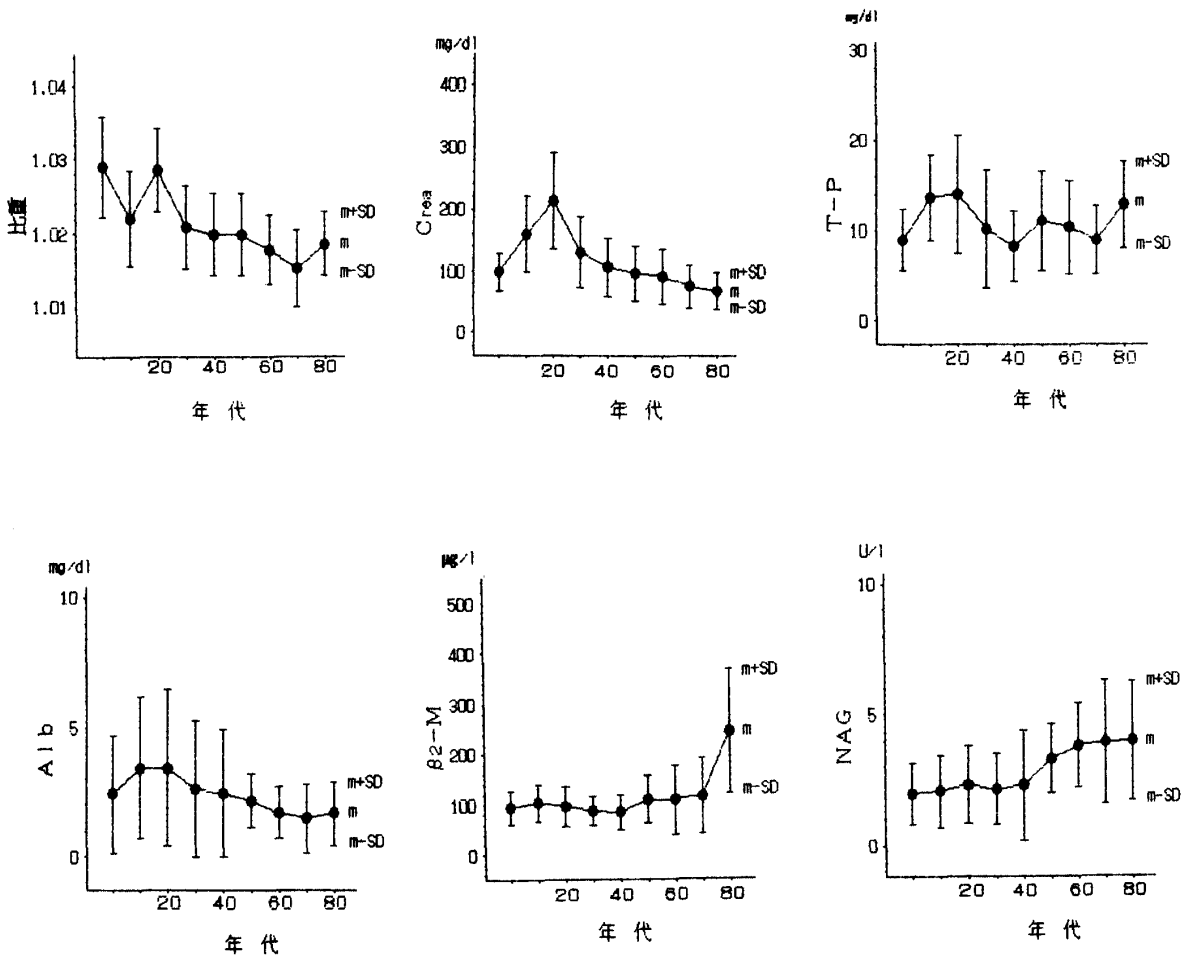 mg/dl
mg/dl
1.04
1.03
1.02
1.01
比重
m+SD
m
m-SD
20 40 60 80
年代
400
300
200
100
0
Crea
m+SD
m
m-SD
20 40 60 80
年代
30
20
10
0
T-P
m+SD
m
m-SD
20 40 60 80
年代
mg/dl
10
5
0
Alb
m+SD
m
m-SD
20 40 60 80
年代
μg/l
500
400
300
200
100
0
β2-M
m+SD
m
m-SD
20 40 60 80
年代
U/l
10
5
0
NAG
m+SD
m
m-SD
20 40 60 80
年代